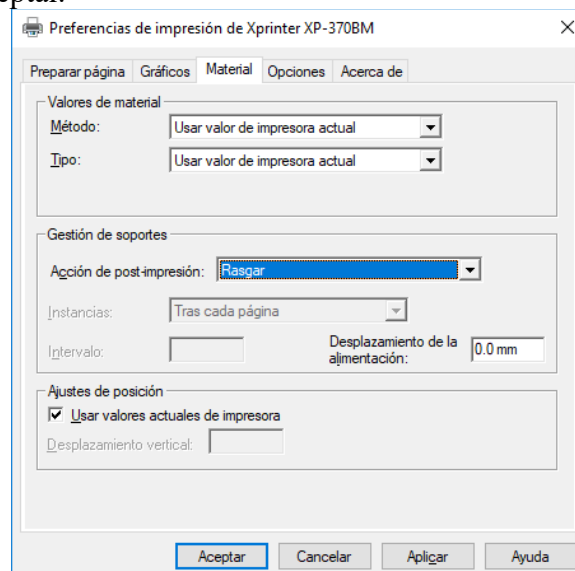 eptar.
Preferencias de impresión de Xprinter XP-370BM
Preparar página Gráficos Material Opciones Acerca de
Valores de material
Método: Usar valor de impresora actual
Tipo: Usar valor de impresora actual
Gestión de soportes
Acción de post-impresión: Rasgar
Instancias: Tras cada página
Intervalo: Desplazamiento de la alimentación: 0.0 mm
Ajustes de posición
Usar valores actuales de impresora
Desplazamiento vertical:
Aceptar Cancelar Aplicar Ayuda